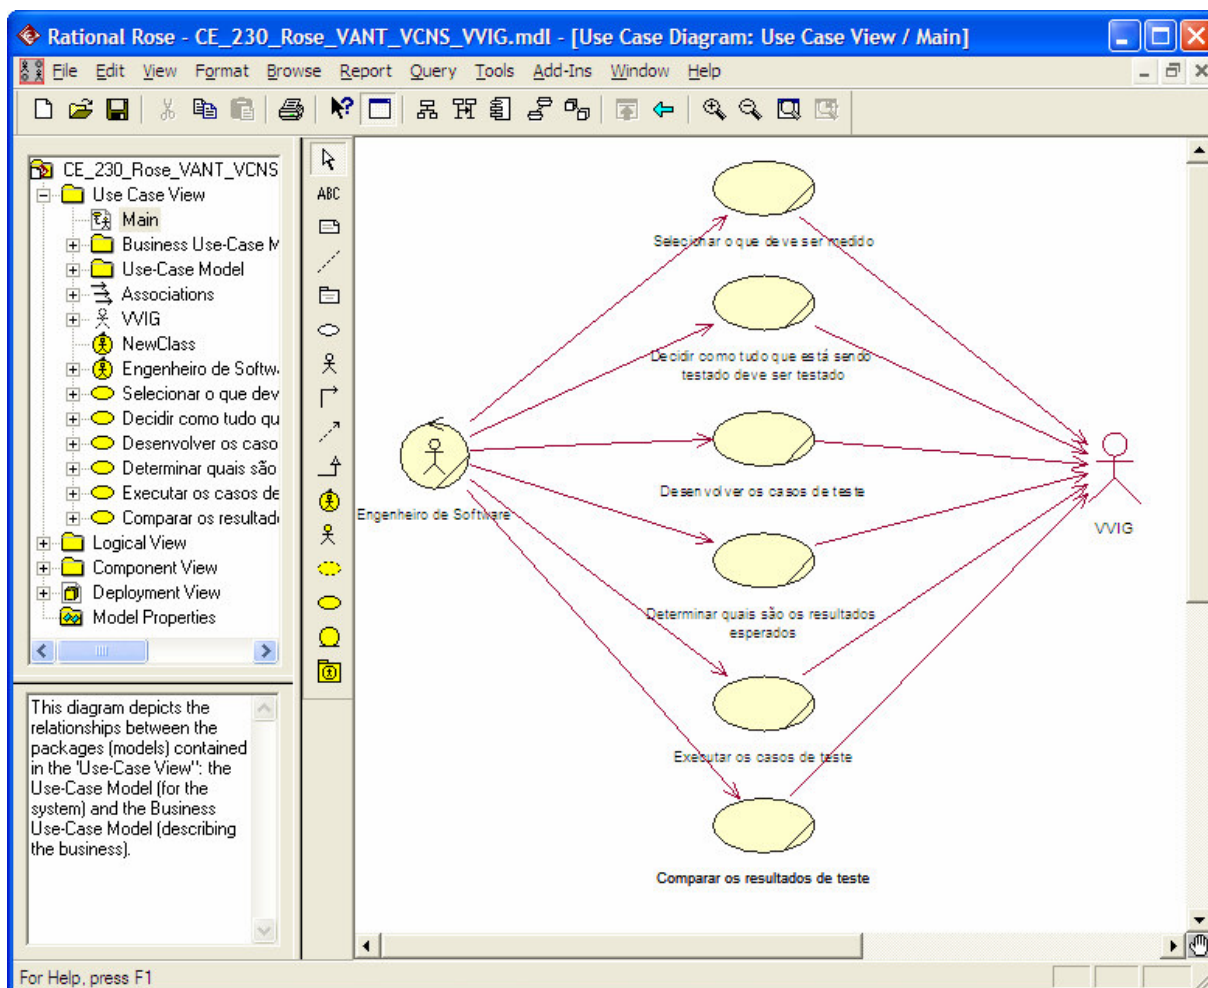 Rational Rose - CE_230_Rose_VANT_VCNS_VVIG.mdl - [Use Case Diagram: Use Case View / Main]
File Edit View Format Browse Report Query Tools Add-Ins Window Help
CE_230_Rose_VANT_VCNS
Use Case View
Main
Business Use-Case M
Use-Case Model
Associations
VVIG
NewClass
Engenheiro de Softw
Selecionar o que dev
Decidir como tudo qu
Desenvolver os caso
Determinar quais são
Executar os casos de
Comparar os resultad
Logical View
Component View
Deployment View
Model Properties
This diagram depicts the
relationships between the
packages (models) contained
in the 'Use-Case View": the
Use-Case Model (for the
system) and the Business
Use-Case Model (describing
the business).
ABC
Selecionar o que deve ser medido
Decidir como tudo que está sendo
testado deve ser testado
Desenvolver os casos de teste
Engenheiro de Software
VVIG
Determinar quais são os resultados
esperados
Executar os casos de teste
Comparar os resultados de teste
For Help, press F1